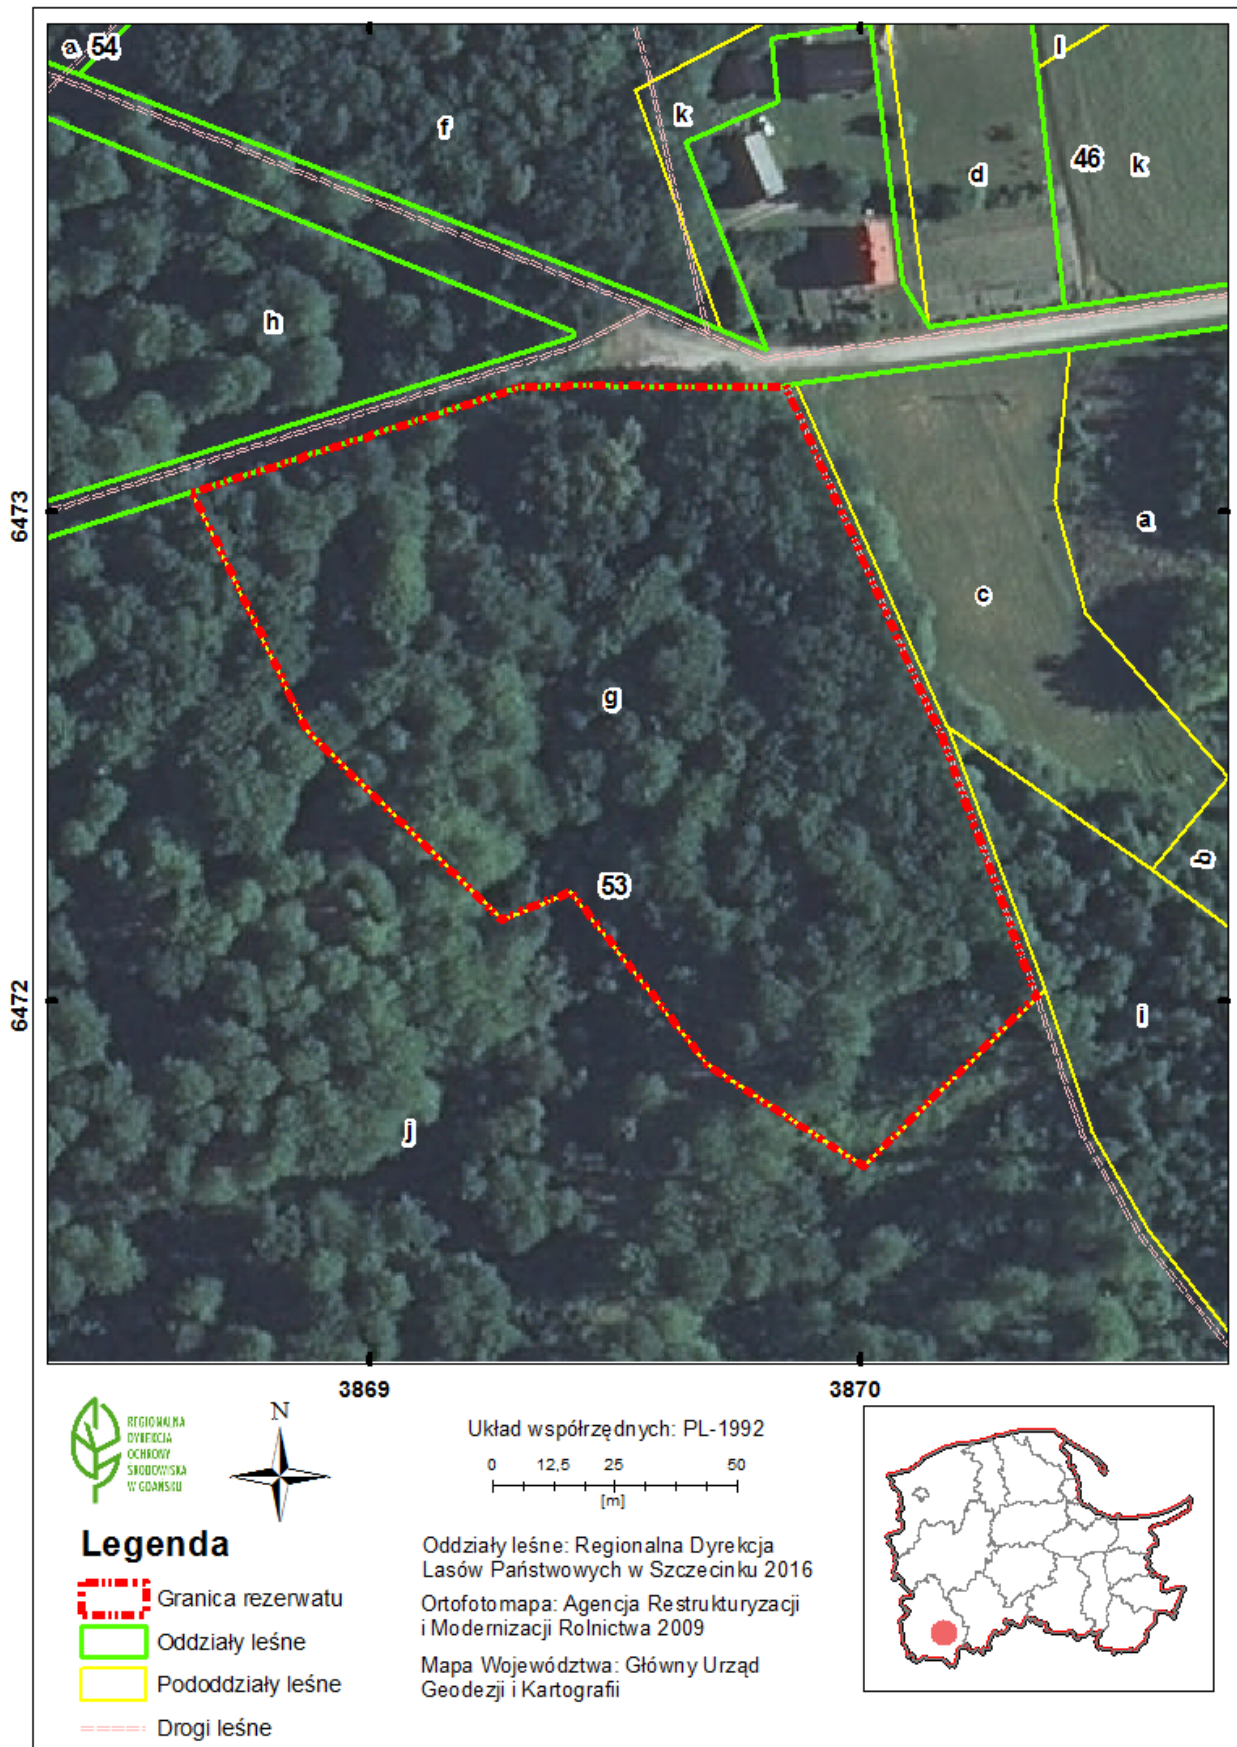 a 54
f
k
l
46
k
d
h
6473
a
c
g
b
53
6472
i
j
3869
3870
REGIONALNA
DYREKCJA
OCHRONY
ŚRODOWISKA
W GDAŃSKU
N
Układ współrzędnych: PL-1992
0 12,5 25 50
[m]
Legenda
Granica rezerwatu
Oddziały leśne
Pododdziały leśne
Drogi leśne
Oddziały leśne: Regionalna Dyrekcja
Lasów Państwowych w Szczecinku 2016
Ortofotomapa: Agencja Restrukturyzacji
i Modernizacji Rolnictwa 2009
Mapa Województwa: Główny Urząd
Geodezji i Kartografii